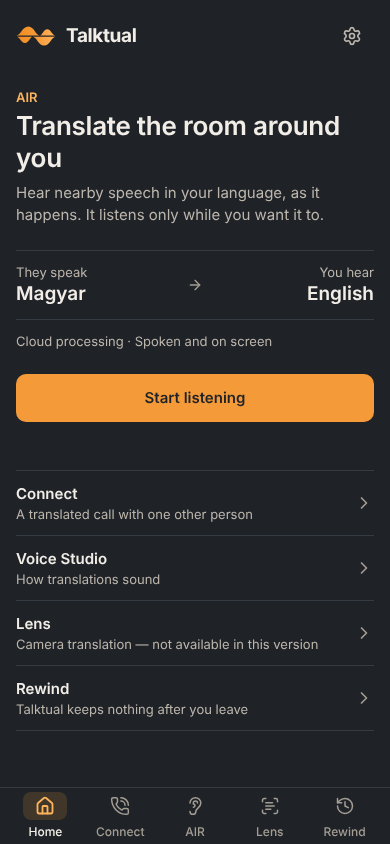 Talktual
AIR
Translate the room around
you
Hear nearby speech in your language, as it
happens. It listens only while you want it to.
They speak
You hear
Magyar
English
Cloud processing · Spoken and on screen
Start listening
Connect
A translated call with one other person
Voice Studio
How translations sound
Lens
Camera translation — not available in this version
Rewind
Talktual keeps nothing after you leave
Home
Connect
AIR
Lens
Rewind